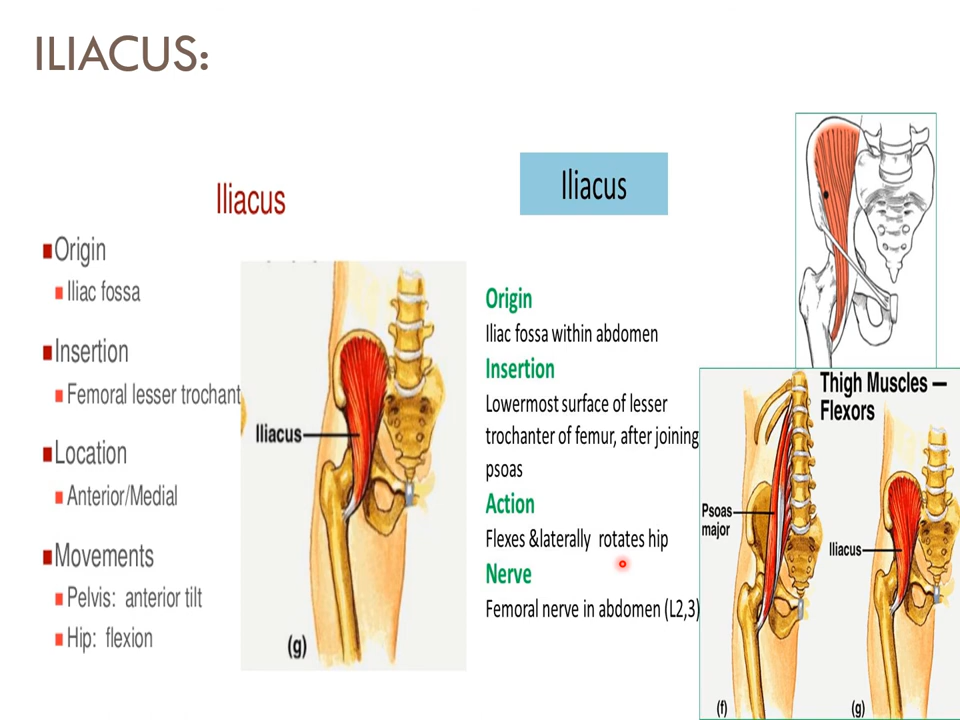 ILIACUS:
Iliacus
Origin
Iliac fossa
Insertion
Femoral lesser trochant
Location
Anterior/Medial
Movements
Pelvis: anterior tilt
Hip: flexion
Iliacus
(g)
Iliacus
Origin
Iliac fossa within abdomen
Insertion
Lowermost surface of lesser
trochanter of femur, after joining
psoas
Action
Flexes &laterally rotates hip
Nerve
Femoral nerve in abdomen (L2,3)
Thigh Muscles —
Flexors
Psoas
major
Iliacus
(f)
(g)